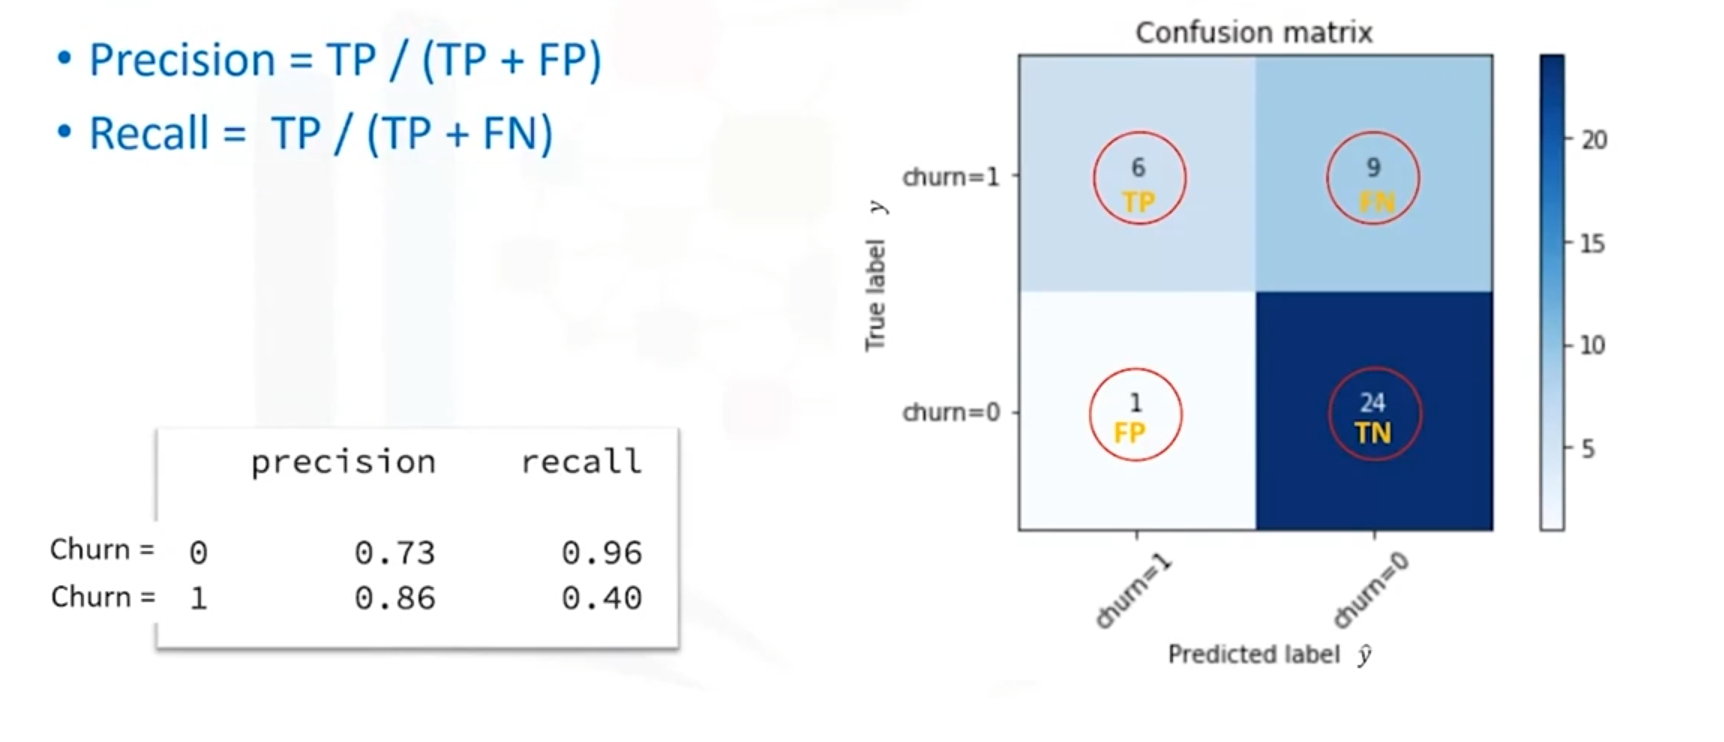 • Precision = TP / (TP + FP)
• Recall = TP / (TP + FN)
precision recall
Churn = 0 0.73 0.96
Churn = 1 0.86 0.40
Confusion matrix
True label y
churn=1
churn=0
6
TP
9
FN
1
FP
24
TN
churn=1
churn=0
Predicted label ŷ
20
15
10
5